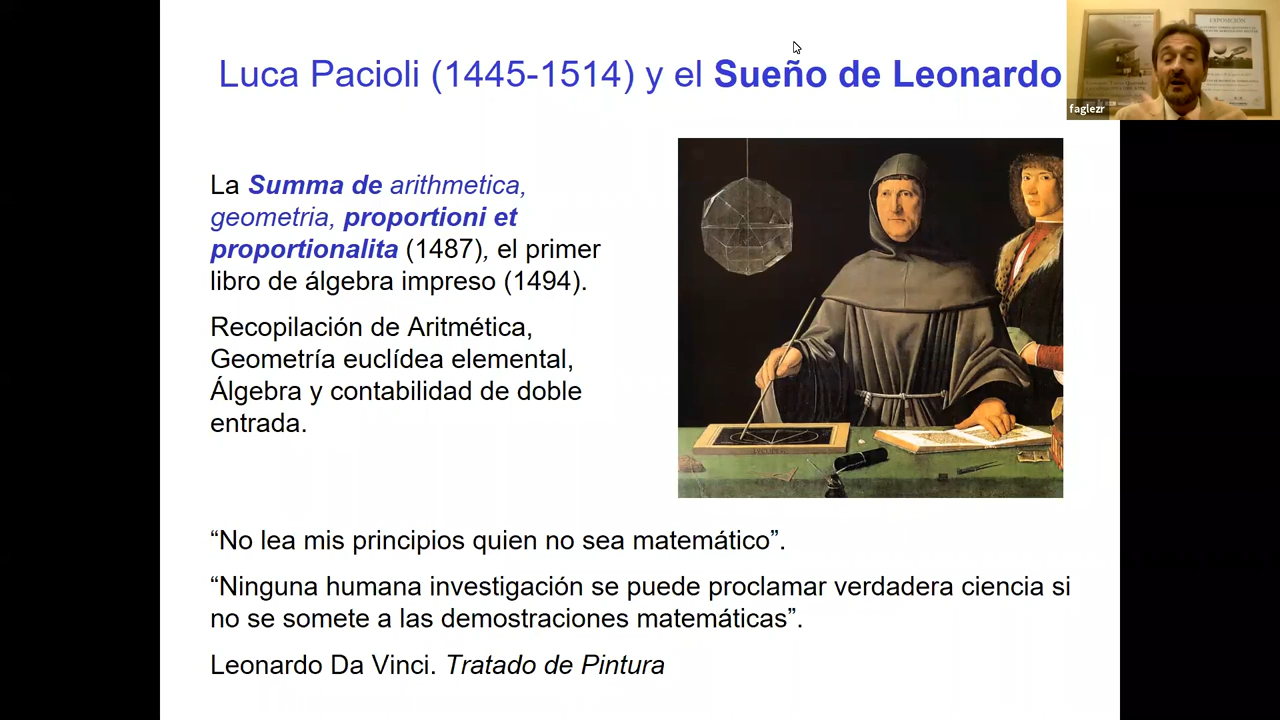 Luca Pacioli (1445-1514) y el Sueño de Leonardo
La Summa de arithmetica,
geometria, proportioni et
proportionalita (1487), el primer
libro de álgebra impreso (1494).
Recopilación de Aritmética,
Geometría euclídea elemental,
Álgebra y contabilidad de doble
entrada.
“No lea mis principios quien no sea matemático”.
“Ninguna humana investigación se puede proclamar verdadera ciencia si
no se somete a las demostraciones matemáticas”.
Leonardo Da Vinci. Tratado de Pintura
EXPOSICIÓN
faglezr